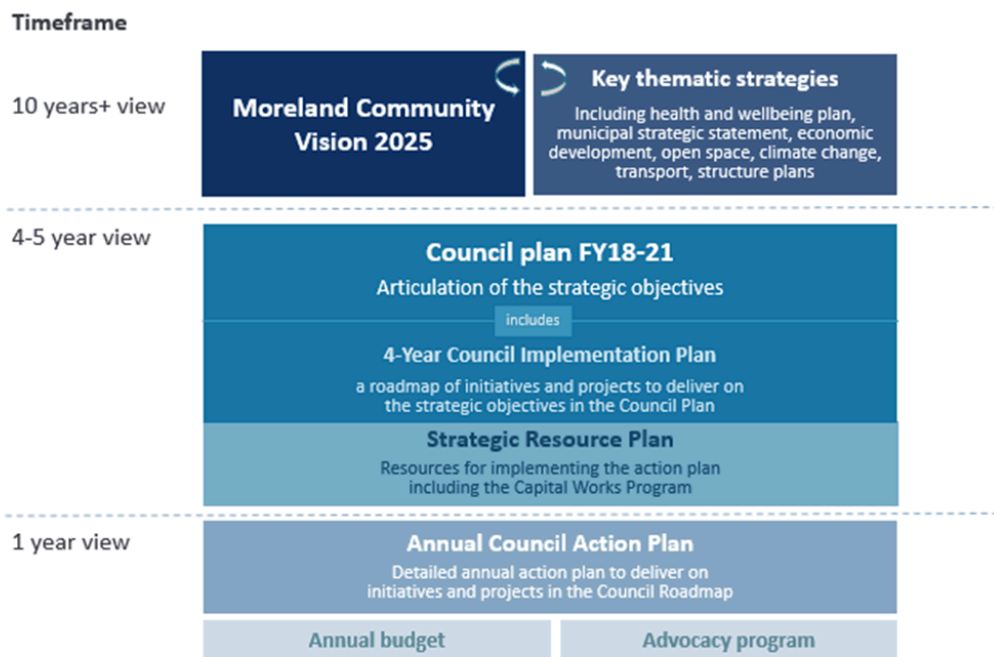 Timeframe
10 years+ view
Moreland Community
Vision 2025
Key thematic strategies
Including health and wellbeing plan,
municipal strategic statement, economic
development, open space, climate change,
transport, structure plans
4-5 year view
Council plan FY18-21
Articulation of the strategic objectives
includes
4-Year Council Implementation Plan
a roadmap of initiatives and projects to deliver on
the strategic objectives in the Council Plan
Strategic Resource Plan
Resources for implementing the action plan
including the Capital Works Program
1 year view
Annual Council Action Plan
Detailed annual action plan to deliver on
initiatives and projects in the Council Roadmap
Annual budget
Advocacy program